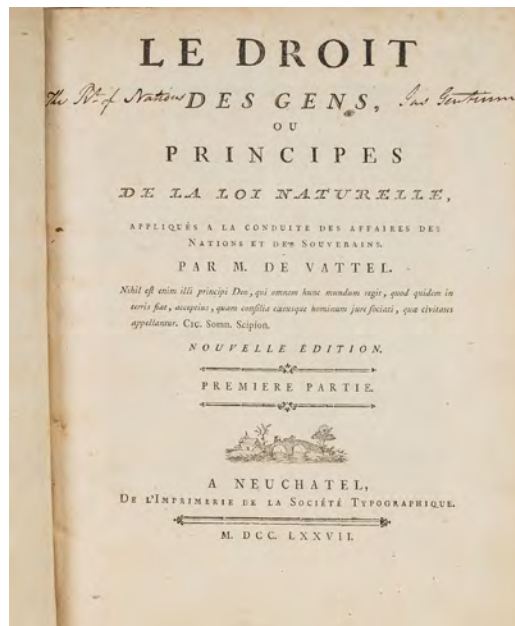 LE DROIT
The Rt. of Nations DES GENS, Jus Gentium
OU
PRINCIPES
DE LA LOI NATURELLE,
APPLIQUÉS A LA CONDUITE DES AFFAIRES DES
NATIONS ET DES SOUVERAINS.
PAR M. DE VATTEL.
Nihil eſt enim illi principi Deo, qui omnem hunc mundum regit, quod quidem in
terris fiat, acceptius, quam conſilia cœtusque hominum jure ſociati, quæ civitates
appellantur. CIC. Somn. Scipion.
NOUVELLE ÉDITION.
PREMIERE PARTIE.
A NEUCHATEL,
DE L'IMPRIMERIE DE LA SOCIÉTÉ TYPOGRAPHIQUE.
M. DCC. LXXVII.